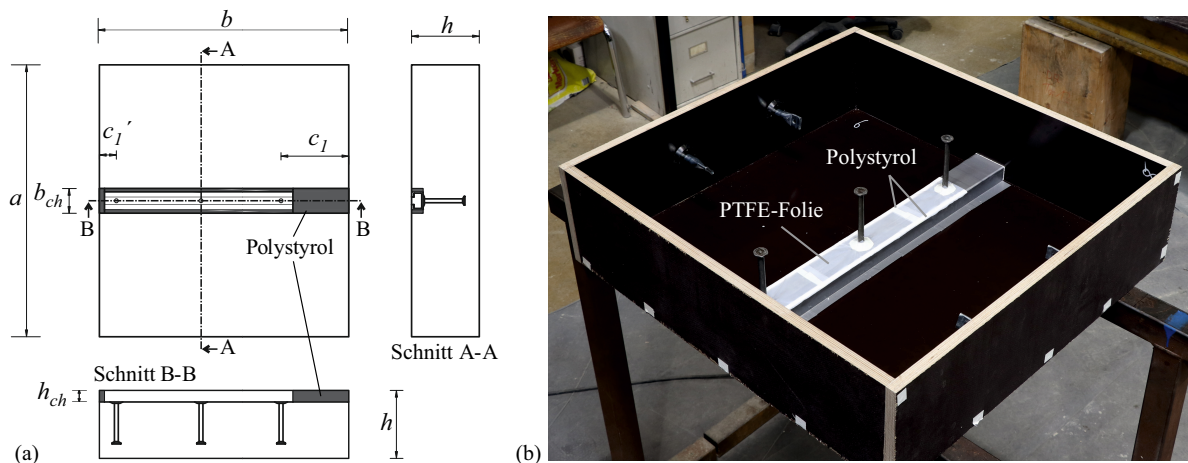 b
h
A
a
c1´
c1
bch
B
B
Polystyrol
A
Schnitt A-A
Schnitt B-B
hch
h
(a)
Polystyrol
PTFE-Folie
(b)